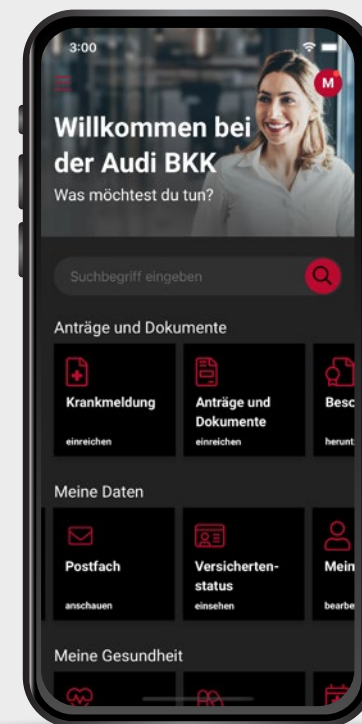 3:00
M
Willkommen bei
der Audi BKK
Was möchtest du tun?
Suchbegriff eingeben
Anträge und Dokumente
Krankmeldung
einreichen
Anträge und
Dokumente
einreichen
Besc
herunt
Meine Daten
Postfach
anschauen
Versicherten-
status
einsehen
Mein
bearbe
Meine Gesundheit